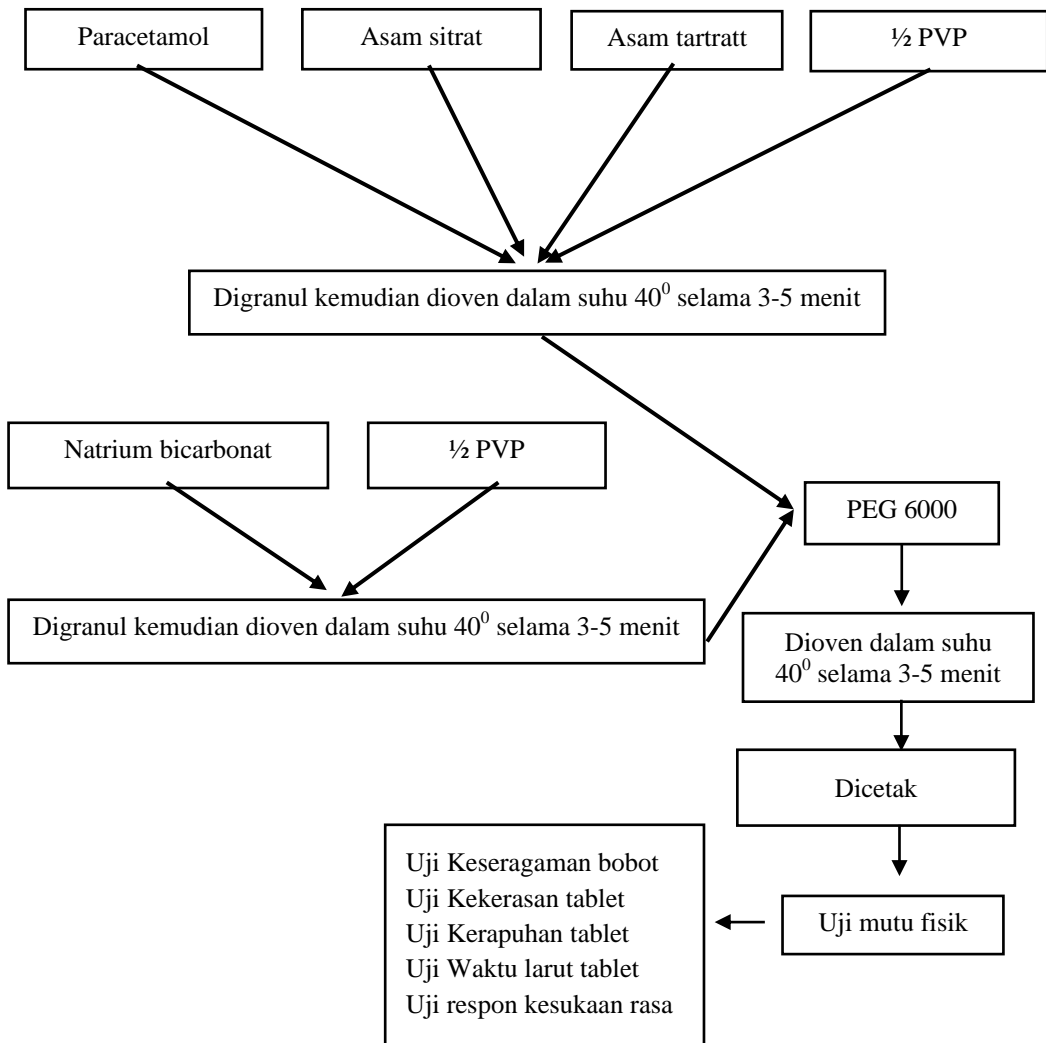 Paracetamol
Asam sitrat
Asam tartratt
½ PVP
Digranul kemudian dioven dalam suhu 40⁰ selama 3-5 menit
Natrium bicarbonat
½ PVP
PEG 6000
Digranul kemudian dioven dalam suhu 40⁰ selama 3-5 menit
Dioven dalam suhu
40⁰ selama 3-5 menit
Dicetak
Uji mutu fisik
Uji Keseragaman bobot
Uji Kekerasan tablet
Uji Kerapuhan tablet
Uji Waktu larut tablet
Uji respon kesukaan rasa